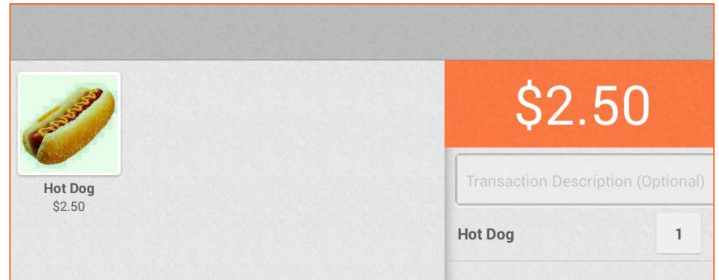 Hot Dog
$2.50
$2.50
Transaction Description (Optional)
Hot Dog 1